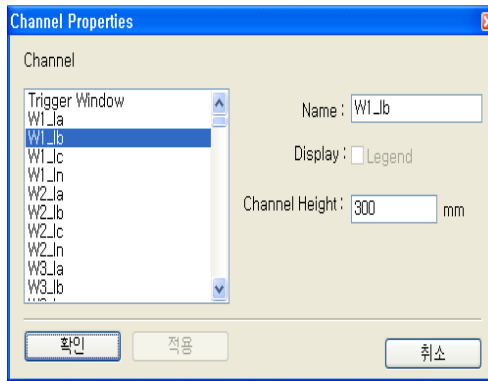 Channel Properties
Channel
Trigger Window
W1_Ia
W1_Ib
W1_Ic
W1_In
W2_Ia
W2_Ib
W2_Ic
W2_In
W3_Ia
W3_Ib
Name : W1_Ib
Display : Legend
Channel Height : 300 mm
확인
적용
취소